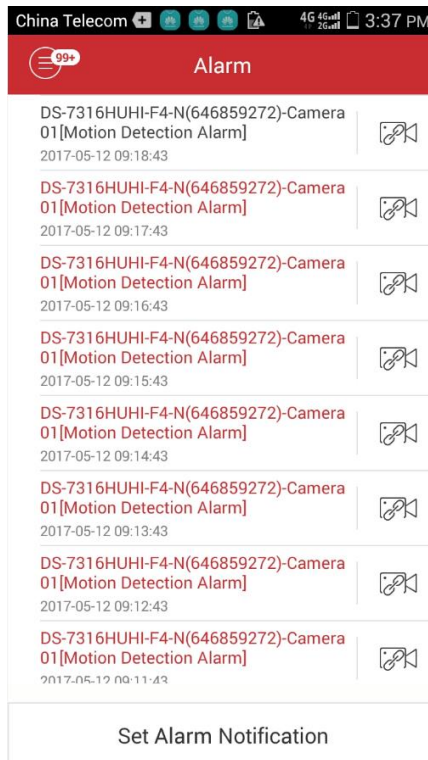 China Telecom 4G 4G 2G 3:37 PM
99+
Alarm
DS-7316HUHI-F4-N(646859272)-Camera
01[Motion Detection Alarm]
2017-05-12 09:18:43
DS-7316HUHI-F4-N(646859272)-Camera
01[Motion Detection Alarm]
2017-05-12 09:17:43
DS-7316HUHI-F4-N(646859272)-Camera
01[Motion Detection Alarm]
2017-05-12 09:16:43
DS-7316HUHI-F4-N(646859272)-Camera
01[Motion Detection Alarm]
2017-05-12 09:15:43
DS-7316HUHI-F4-N(646859272)-Camera
01[Motion Detection Alarm]
2017-05-12 09:14:43
DS-7316HUHI-F4-N(646859272)-Camera
01[Motion Detection Alarm]
2017-05-12 09:13:43
DS-7316HUHI-F4-N(646859272)-Camera
01[Motion Detection Alarm]
2017-05-12 09:12:43
DS-7316HUHI-F4-N(646859272)-Camera
01[Motion Detection Alarm]
2017-05-12 09:11:43
Set Alarm Notification